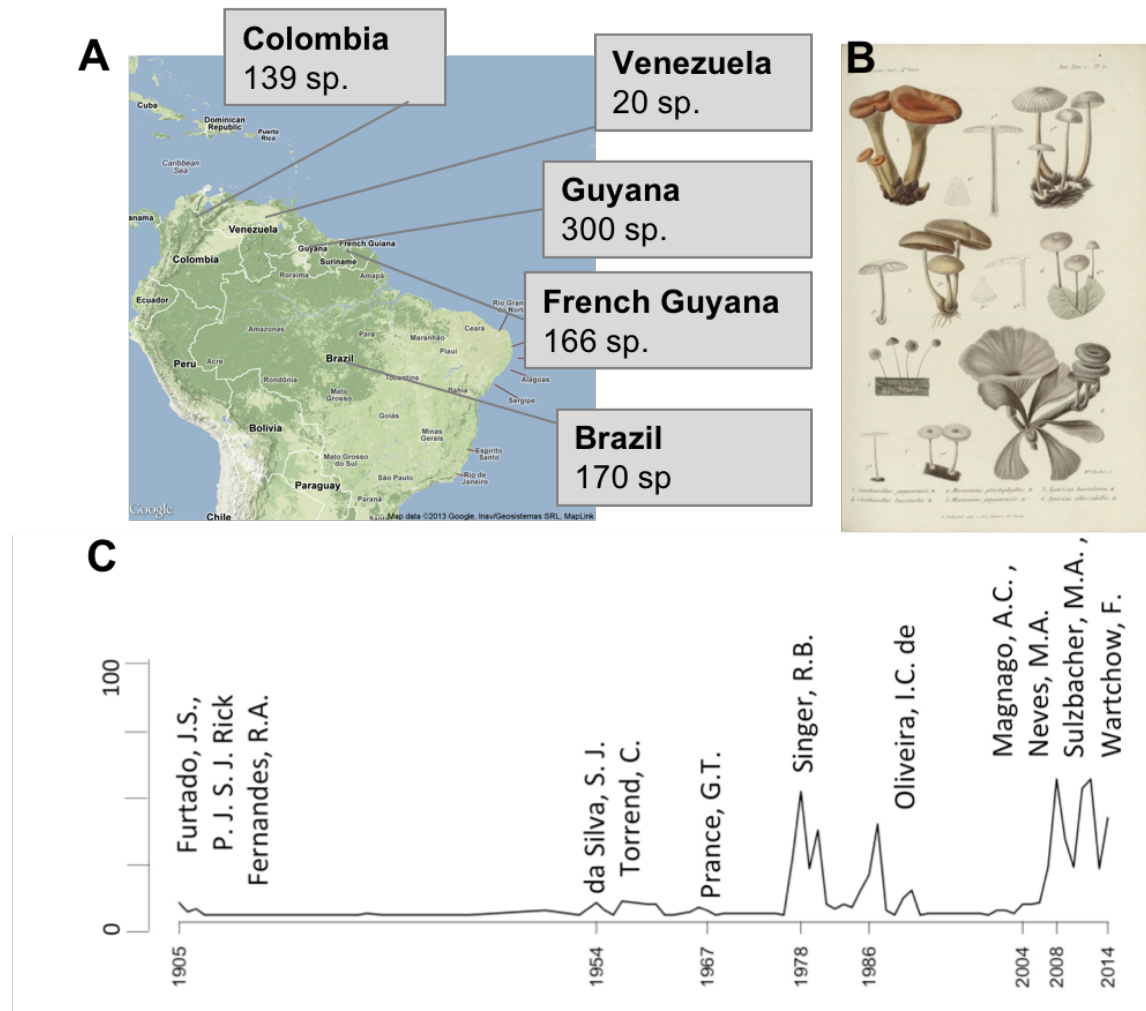 A
Colombia
139 sp.
Venezuela
20 sp.
Guyana
300 sp.
French Guyana
166 sp.
Brazil
170 sp
Cuba
Dominican
Republic
Puerto
Rico
Caribbean
Sea
anama
Venezuela
Guyana
French Guiana
Suriname
Colombia
Roraima
Amapá
Ecuador
Rio Gran
do Nort
Amazonas
Pará
Ceará
Maranhão
Piauí
Peru
Acre
Brazil
Alagoas
Rondônia
Tocantins
Mato
Grosso
Bahia
Sergipe
Goiás
Bolivia
Minas
Gerais
Espírito
Santo
Mato Grosso
do Sul
São Paulo
Rio de
Janeiro
Paraguay
Paraná
Chile
Google
Map data ©2013 Google, Inav/Geosistemas SRL, MapLink
B
C
100
0
Furtado, J.S.,
P. J. S. J. Rick
Fernandes, R.A.
da Silva, S. J.
Torrend, C.
Prance, G.T.
Singer, R.B.
Oliveira, I.C. de
Magnago, A.C. ,
Neves, M.A.
Sulzbacher, M.A. ,
Wartchow, F.
1905
1954
1967
1978
1986
2004
2008
2014